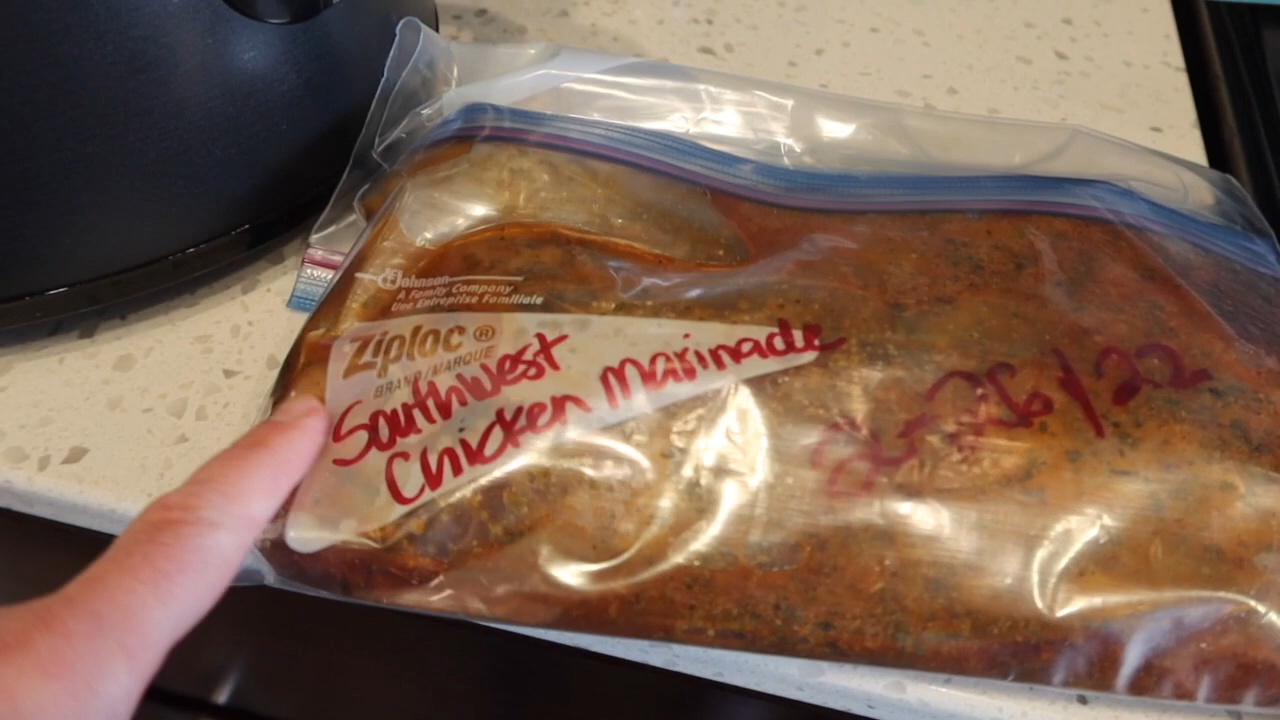 Johnson
A Family Company
Une Entreprise Familiale
Ziploc®
BRAND/MARQUE
Southwest
Chicken Marinade